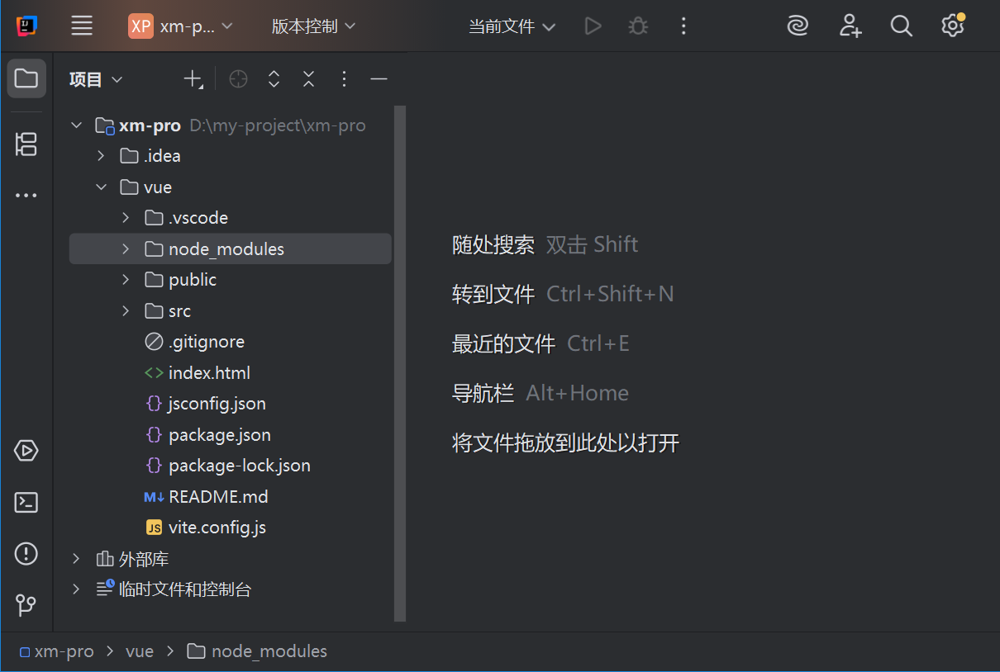 XP xm-p... 版本控制 当前文件
项目
xm-pro D:\my-project\xm-pro
.idea
vue
.vscode
node_modules
public
src
.gitignore
<> index.html
{} jsconfig.json
{} package.json
{} package-lock.json
M↓ README.md
JS vite.config.js
外部库
临时文件和控制台
随处搜索 双击 Shift
转到文件 Ctrl+Shift+N
最近的文件 Ctrl+E
导航栏 Alt+Home
将文件拖放到此处以打开
xm-pro > vue > node_modules